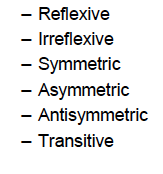 – Reflexive
– Irreflexive
– Symmetric
– Asymmetric
– Antisymmetric
– Transitive